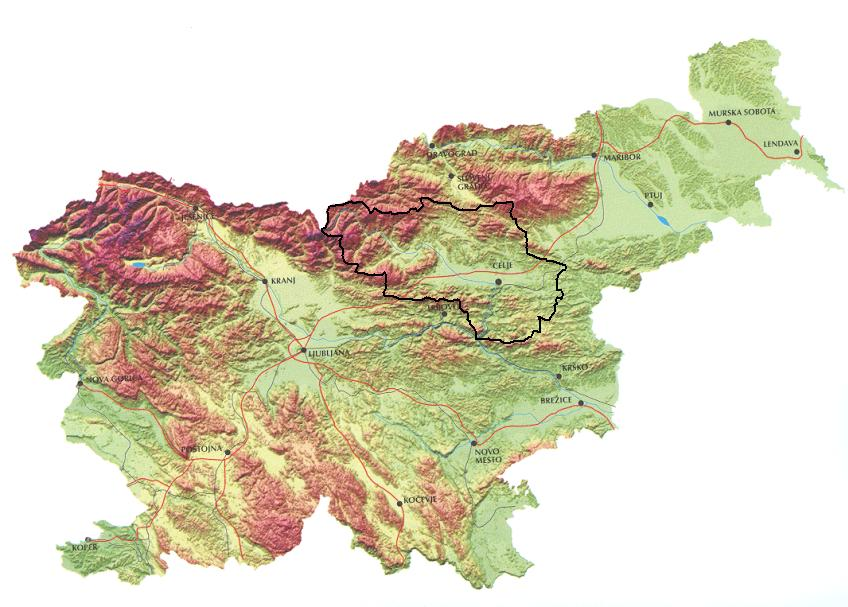 MURSKA SOBOTA
LENDAVA
DRAVOGRAD
MARIBOR
SLOVENJ
GRADEC
PTUJ
JESENICE
CELJE
KRANJ
LJUBLJANA
KRŠKO
NOVA GORICA
BREŽICE
POSTOJNA
NOVO
MESTO
KOČEVJE
KOPER